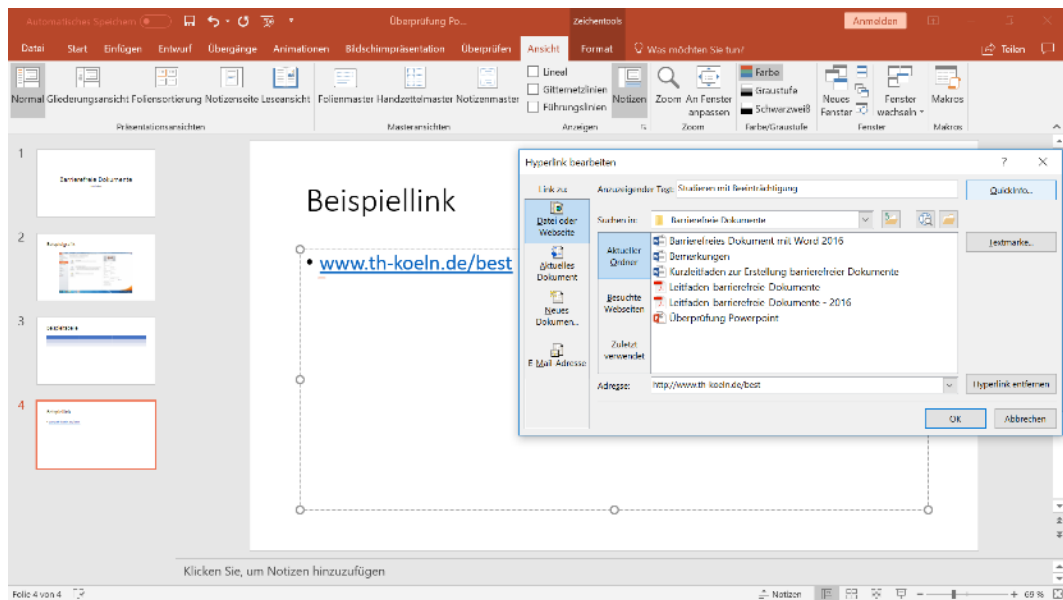 Automatisches Speichern
Überprüfung Po...
Zeichentools
Anmelden
Datei Start Einfügen Entwurf Übergänge Animationen Bildschirmpräsentation Überprüfen Ansicht Format Was möchten Sie tun? Teilen
Normal Gliederungsansicht Foliensortierung Notizenseite Leseansicht
Präsentationsansichten
Folienmaster Handzettelmaster Notizenmaster
Masteransichten
Lineal
Gitternetzlinien
Führungslinien
Notizen
Anzeigen
Zoom An Fenster
anpassen
Zoom
Farbe
Graustufe
Schwarzweiß
Farbe/Graustufe
Neues
Fenster
Fenster
wechseln
Fenster
Makros
Makros
1
Barrierefreie Dokumente
2
3
4
Beispiellink
Beispiellink
• www.th-koeln.de/best
Hyperlink bearbeiten
? X
Link zu:
Anzuzeigender Text: Studieren mit Beeinträchtigung
QuickInfo...
Datei oder
Webseite
Aktuelles
Dokument
Neues
Dokumen...
E-Mail-Adresse
Suchen in: Barrierefreie Dokumente
Textmarke...
Aktueller
Ordner
Besuchte
Webseiten
Zuletzt
verwendet
Barrierefreies Dokument mit Word 2016
Bemerkungen
Kurzleitfaden zur Erstellung barrierefreier Dokumente
Leitfaden barrierefreie Dokumente
Leitfaden barrierefreie Dokumente - 2016
Überprüfung Powerpoint
Adresse: http://www.th-koeln.de/best
Hyperlink entfernen
OK Abbrechen
Klicken Sie, um Notizen hinzuzufügen
Folie 4 von 4
Notizen
69 %